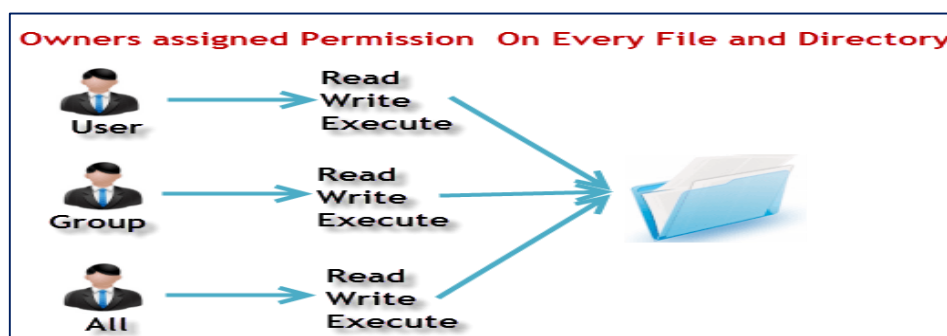 Owners assigned Permission On Every File and Directory
User
Read
Write
Execute
Group
Read
Write
Execute
All
Read
Write
Execute